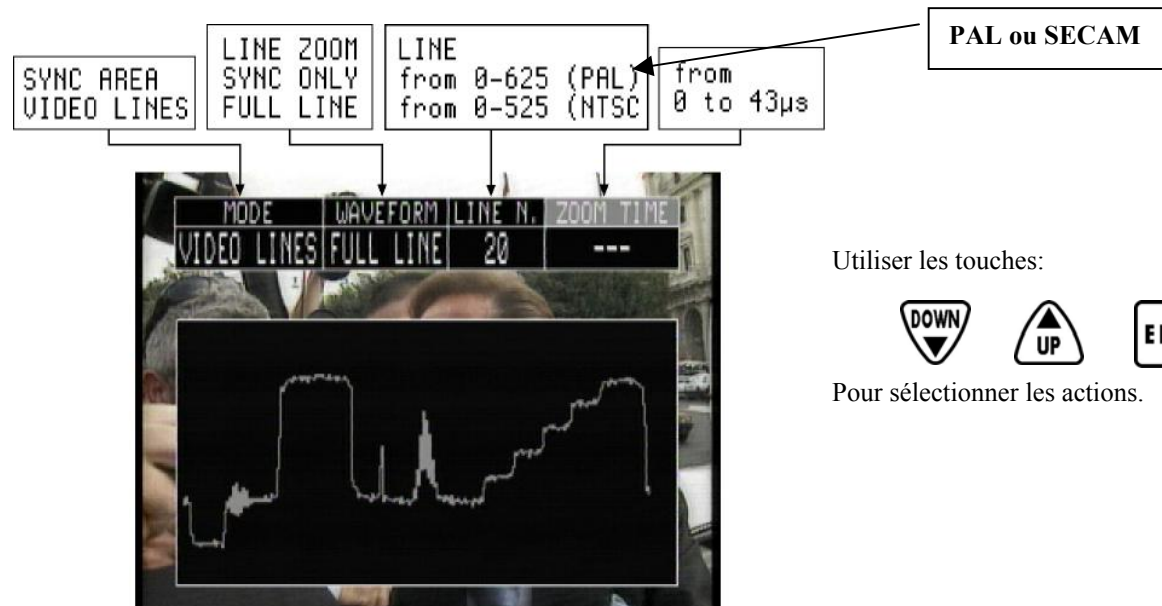 PAL ou SECAM
SYNC AREA
VIDEO LINES
LINE ZOOM
SYNC ONLY
FULL LINE
LINE
from 0-625 (PAL)
from 0-525 (NTSC
from
0 to 43µs
MODE WAVEFORM LINE N. ZOOM TIME
VIDEO LINES FULL LINE 20 ---
Utiliser les touches:
DOWN
UP
Pour sélectionner les actions.